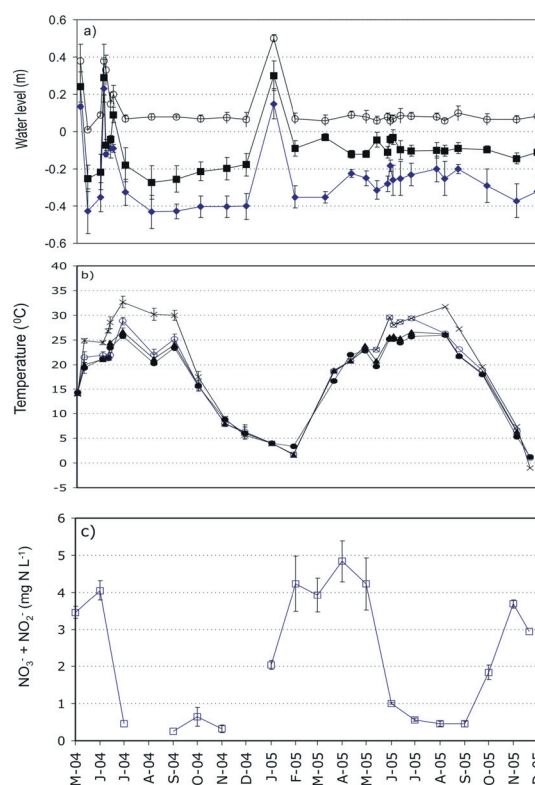 a)
Water level (m)
0.6
0.4
0.2
0
-0.2
-0.4
-0.6
b)
Temperature (⁰C)
40
35
30
25
20
15
10
5
0
-5
c)
NO₃⁻ + NO₂⁻ (mg N L⁻¹)
6
5
4
3
2
1
0
M-04
J-04
J-04
A-04
S-04
O-04
N-04
D-04
J-05
F-05
M-05
A-05
M-05
J-05
J-05
A-05
S-05
O-05
N-05
D-05